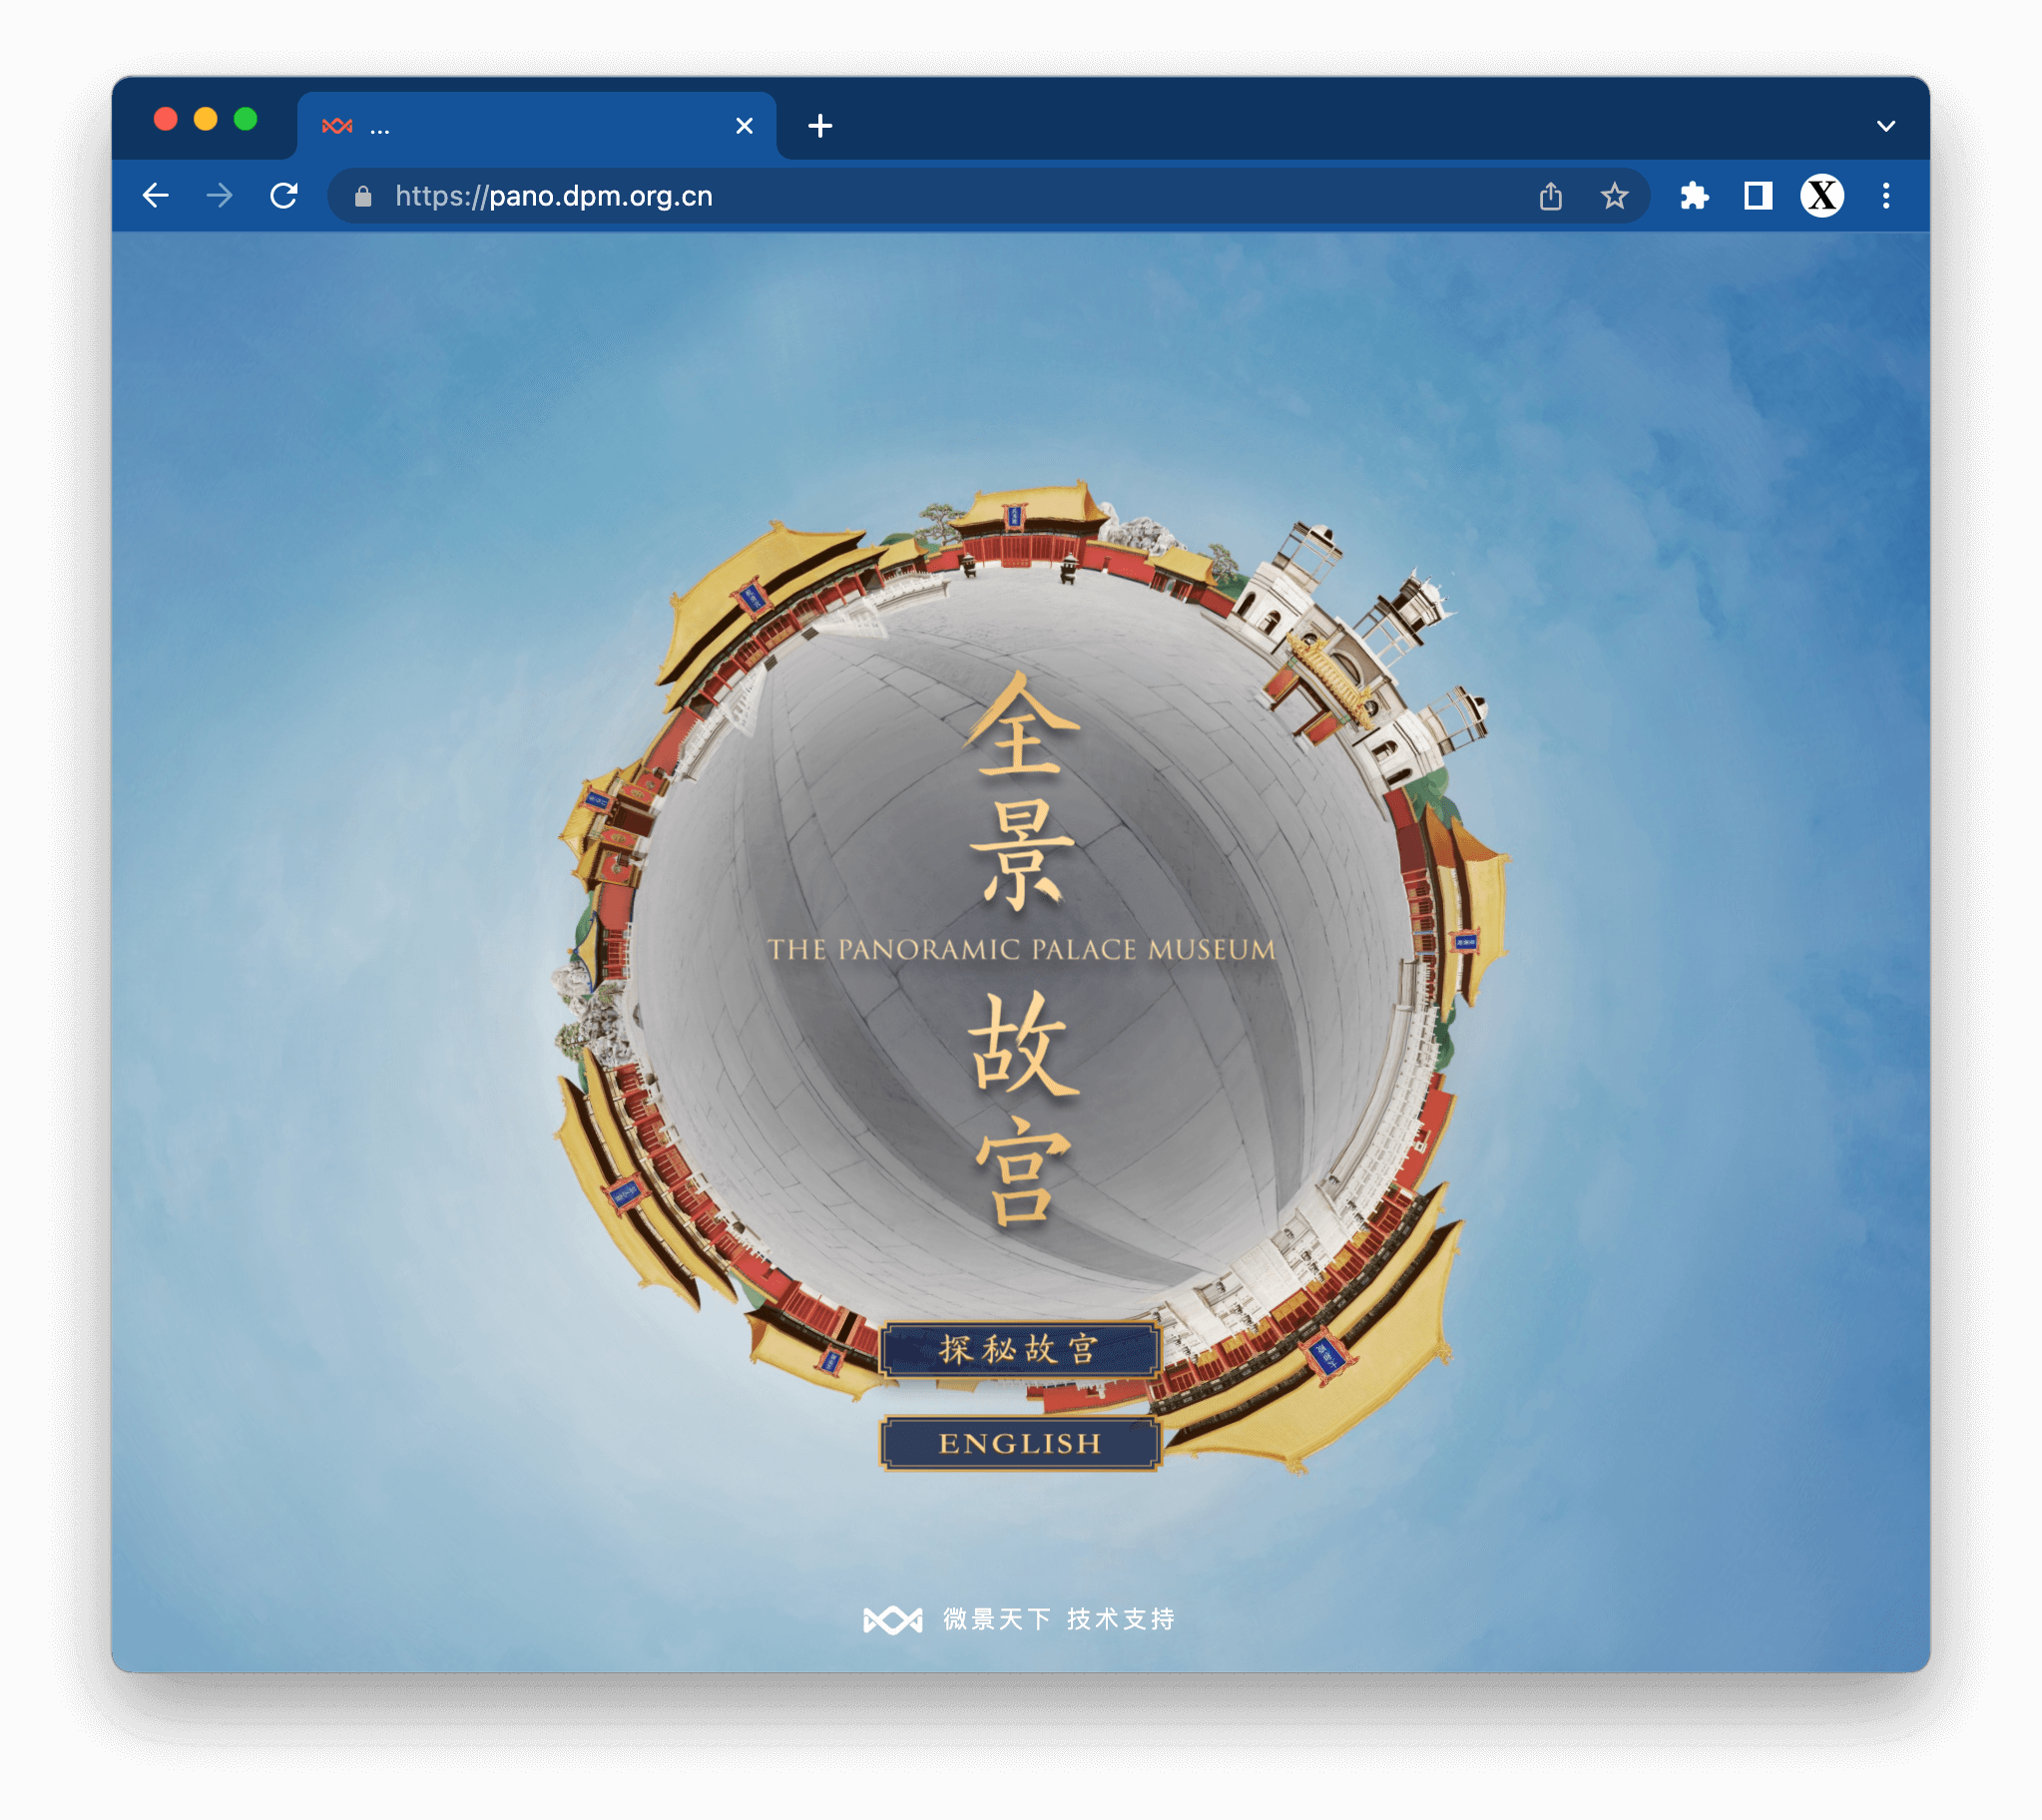 ...
https://pano.dpm.org.cn
X
全
景
THE PANORAMIC PALACE MUSEUM
故
宫
探秘故宫
ENGLISH
微景天下 技术支持